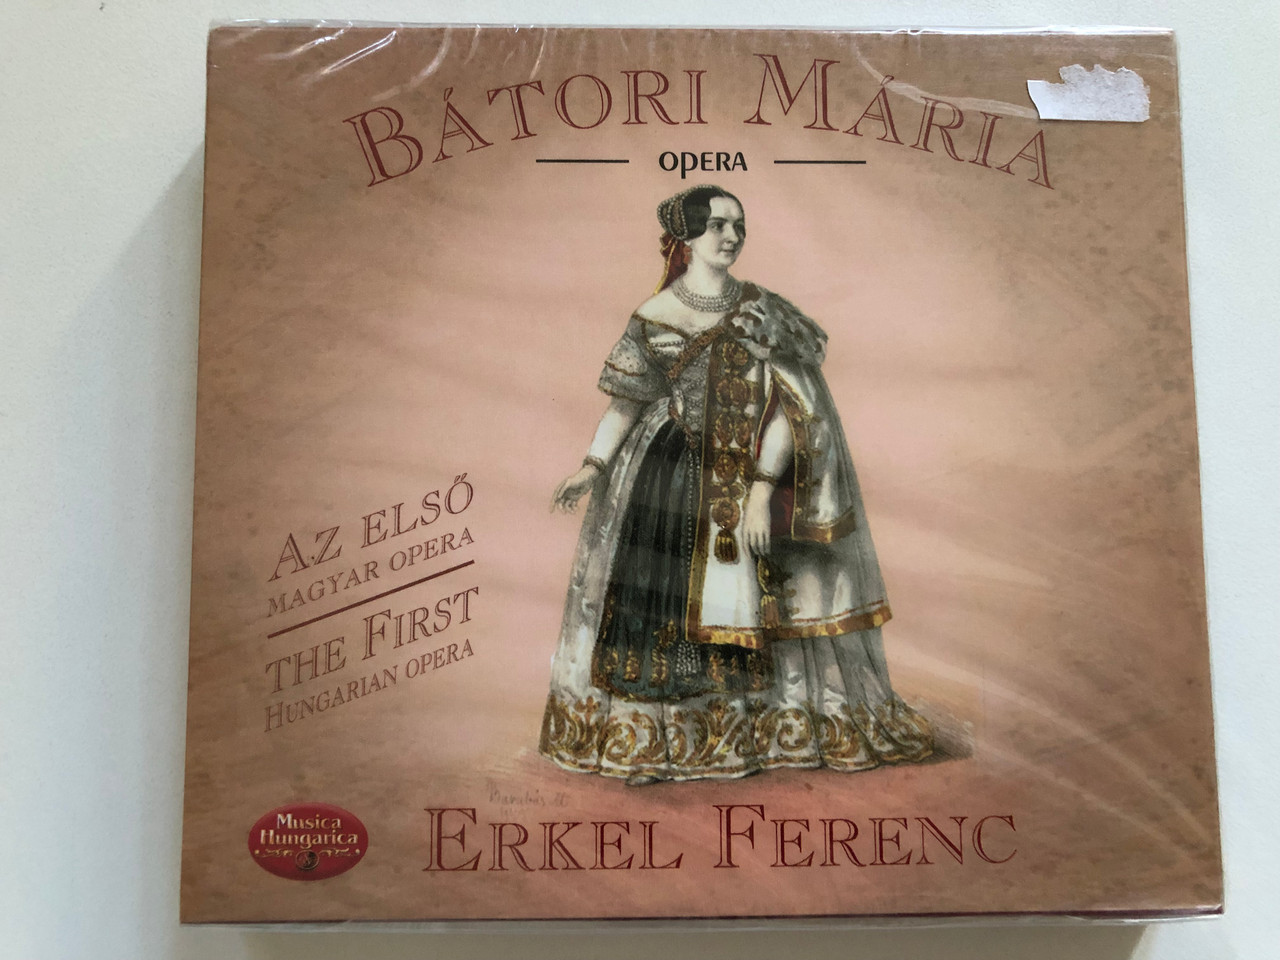 BÁTORI MÁRIA
OPERA
AZ ELSŐ
MAGYAR OPERA
THE FIRST
HUNGARIAN OPERA
Musica
Hungarica
ERKEL FERENC